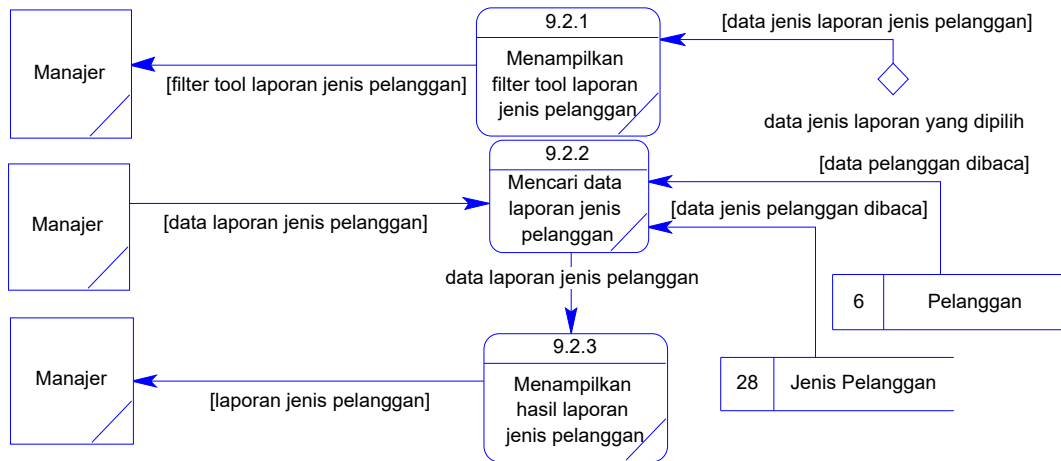 9.2.1
[data jenis laporan jenis pelanggan]
Manajer
[filter tool laporan jenis pelanggan]
Menampilkan
filter tool laporan
jenis pelanggan
data jenis laporan yang dipilih
9.2.2
[data pelanggan dibaca]
Manajer
[data laporan jenis pelanggan]
Mencari data
laporan jenis
pelanggan
[data jenis pelanggan dibaca]
data laporan jenis pelanggan
6 Pelanggan
9.2.3
Manajer
[laporan jenis pelanggan]
Menampilkan
hasil laporan
jenis pelanggan
28 Jenis Pelanggan